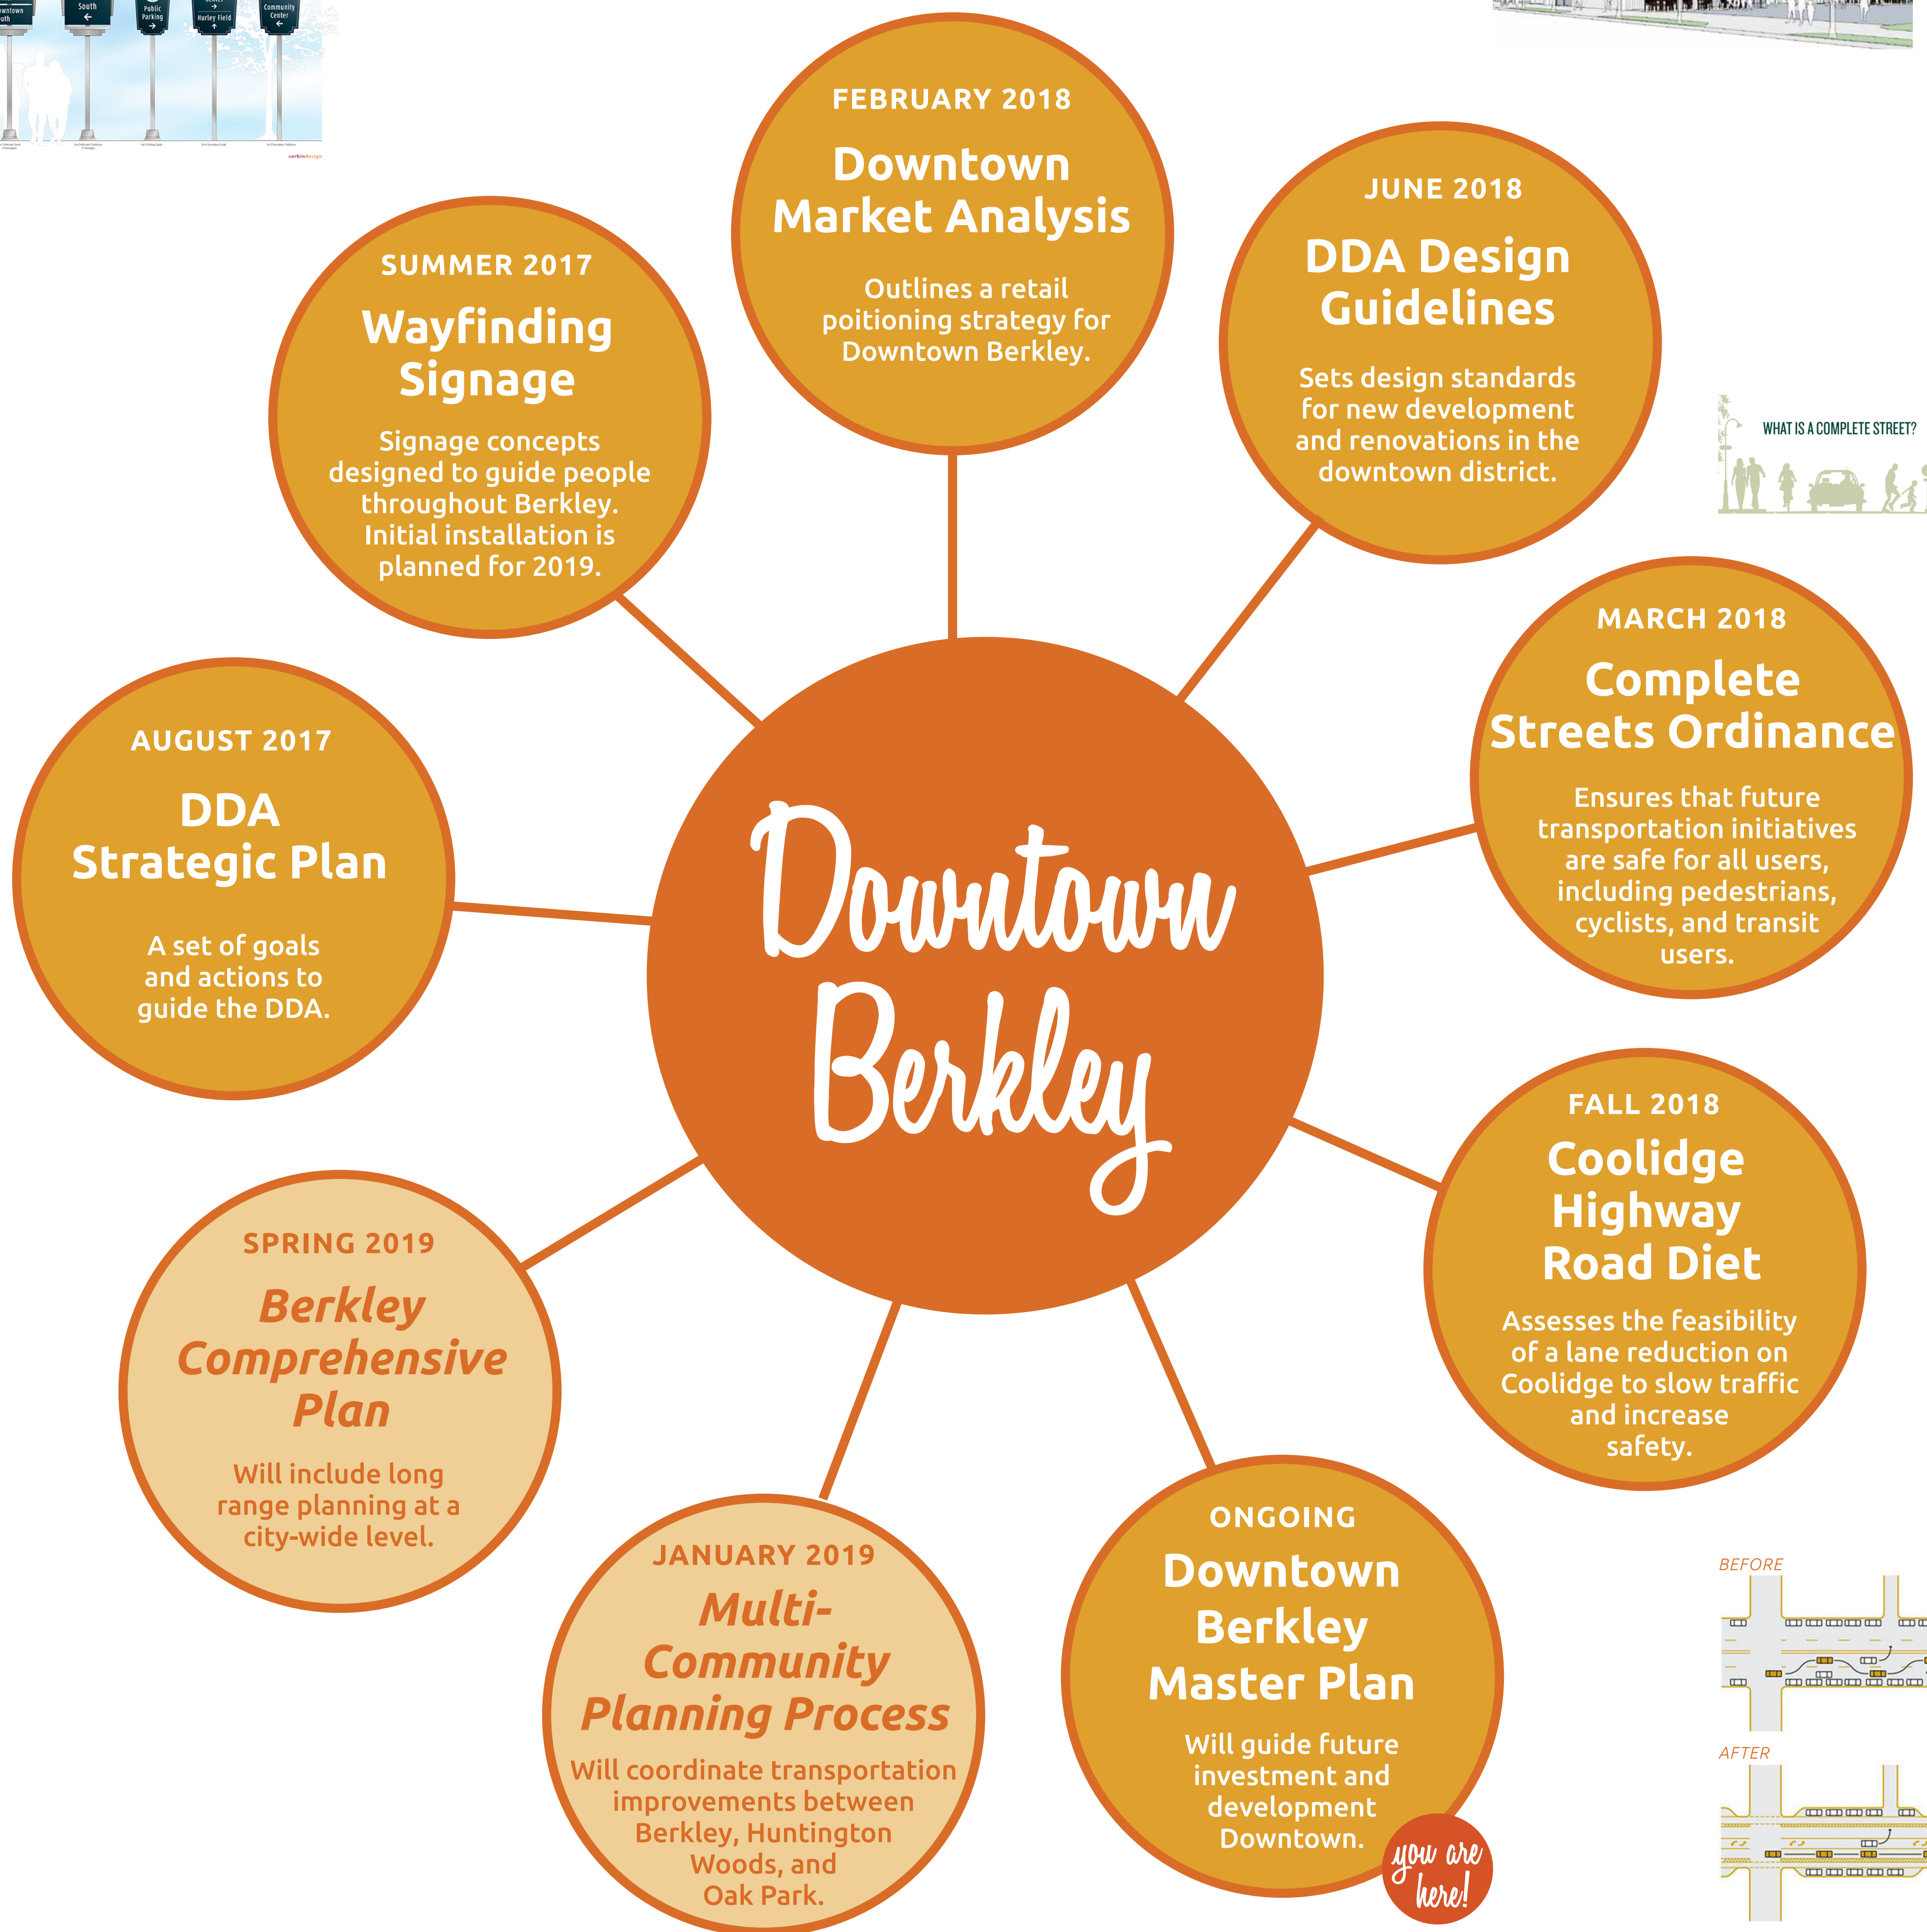 South
Public
Parking
Hurley Field
Community
Center
corbindesign
FEBRUARY 2018
Downtown
Market Analysis
Outlines a retail
poitioning strategy for
Downtown Berkley.
JUNE 2018
DDA Design
Guidelines
Sets design standards
for new development
and renovations in the
downtown district.
SUMMER 2017
Wayfinding
Signage
Signage concepts
designed to guide people
throughout Berkley.
Initial installation is
planned for 2019.
WHAT IS A COMPLETE STREET?
MARCH 2018
Complete
Streets Ordinance
Ensures that future
transportation initiatives
are safe for all users,
including pedestrians,
cyclists, and transit
users.
AUGUST 2017
DDA
Strategic Plan
A set of goals
and actions to
guide the DDA.
Downtown
Berkley
FALL 2018
Coolidge
Highway
Road Diet
Assesses the feasibility
of a lane reduction on
Coolidge to slow traffic
and increase
safety.
SPRING 2019
Berkley
Comprehensive
Plan
Will include long
range planning at a
city-wide level.
JANUARY 2019
Multi-
Community
Planning Process
Will coordinate transportation
improvements between
Berkley, Huntington
Woods, and
Oak Park.
ONGOING
Downtown
Berkley
Master Plan
Will guide future
investment and
development
Downtown.
you are
here!
BEFORE
AFTER